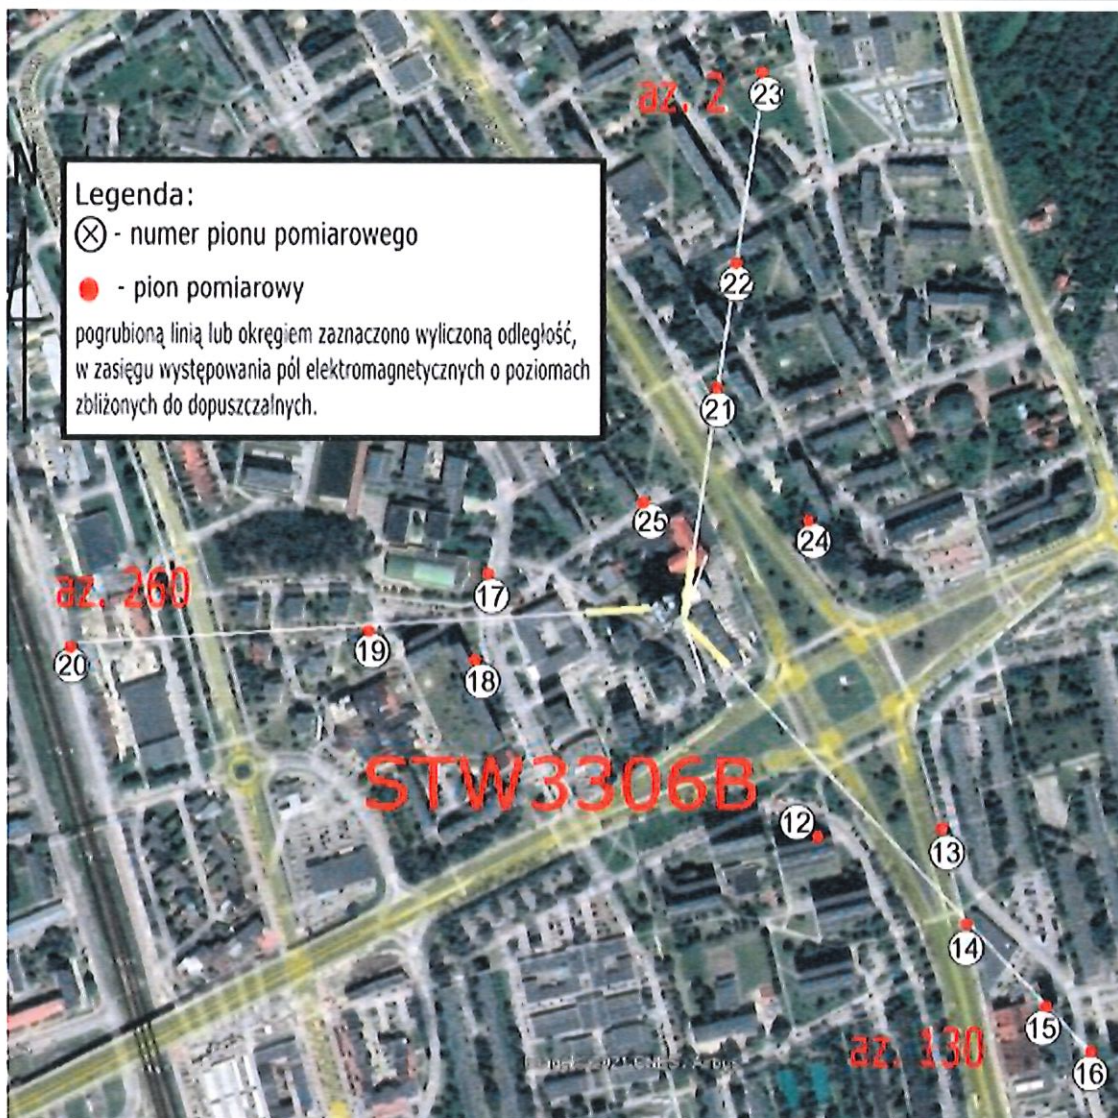 az. 2
23
N
Legenda:
- numer pionu pomiarowego
- pion pomiarowy
pogrubioną linią lub okręgiem zaznaczono wyliczoną odległość,
w zasięgu występowania pól elektromagnetycznych o poziomach
zbliżonych do dopuszczalnych.
22
21
25
24
az. 260
17
20
19
18
STW3306B
12
13
14
az. 130
15
16